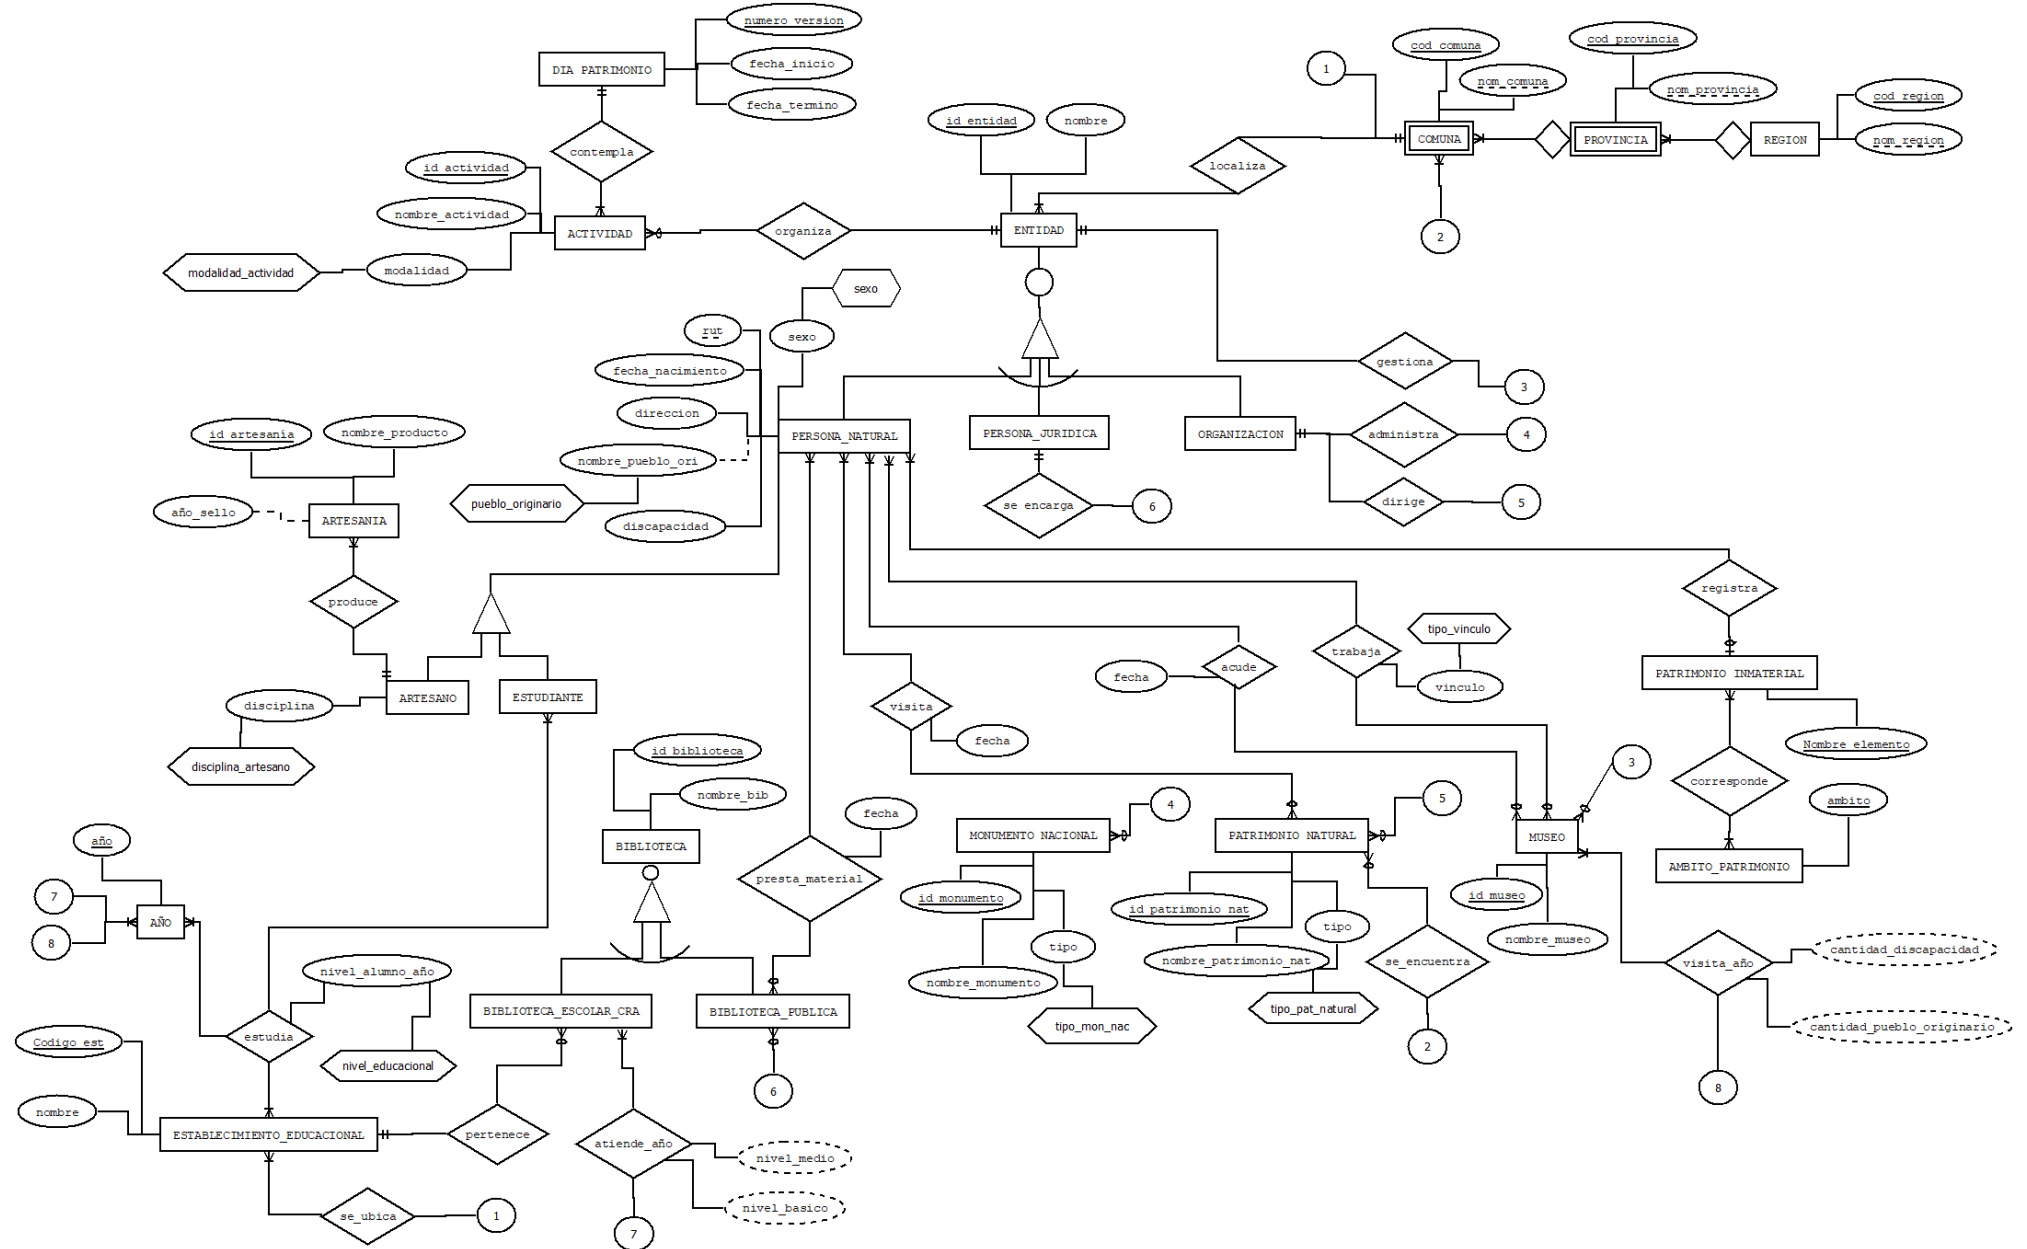 numero_version
DIA PATRIMONIO
fecha_inicio
fecha_termino
contempla
id_actividad
nombre_actividad
ACTIVIDAD
modalidad
modalidad_actividad
organiza
id_entidad
nombre
ENTIDAD
localiza
1
cod_comuna
nom_comuna
COMUNA
2
cod_provincia
nom_provincia
PROVINCIA
cod_region
REGION
nom_region
sexo
sexo
rut
fecha_nacimiento
direccion
nombre_pueblo_ori
pueblo_originario
discapacidad
PERSONA_NATURAL
PERSONA_JURIDICA
ORGANIZACION
gestiona
3
administra
4
dirige
5
se encarga
6
id_artesania
nombre_producto
año_sello
ARTESANIA
produce
ARTESANO
ESTUDIANTE
disciplina
disciplina_artesano
registra
tipo_vinculo
trabaja
vinculo
acude
fecha
visita
fecha
PATRIMONIO INMATERIAL
Nombre_elemento
corresponde
ambito
AMBITO_PATRIMONIO
id_biblioteca
nombre_bib
BIBLIOTECA
fecha
presta_material
MONUMENTO NACIONAL
4
id_monumento
tipo
nombre_monumento
tipo_mon_nac
PATRIMONIO NATURAL
5
id_patrimonio_nat
tipo
nombre_patrimonio_nat
tipo_pat_natural
se_encuentra
2
MUSEO
3
id_museo
nombre_museo
visita_año
cantidad_discapacidad
cantidad_pueblo_originario
8
año
7
8
AÑO
nivel_alumno_año
estudia
nivel_educacional
BIBLIOTECA_ESCOLAR_CRA
BIBLIOTECA_PUBLICA
6
Codigo_est
nombre
ESTABLECIMIENTO_EDUCACIONAL
pertenece
atiende_año
nivel_medio
nivel_basico
7
se_ubica
1